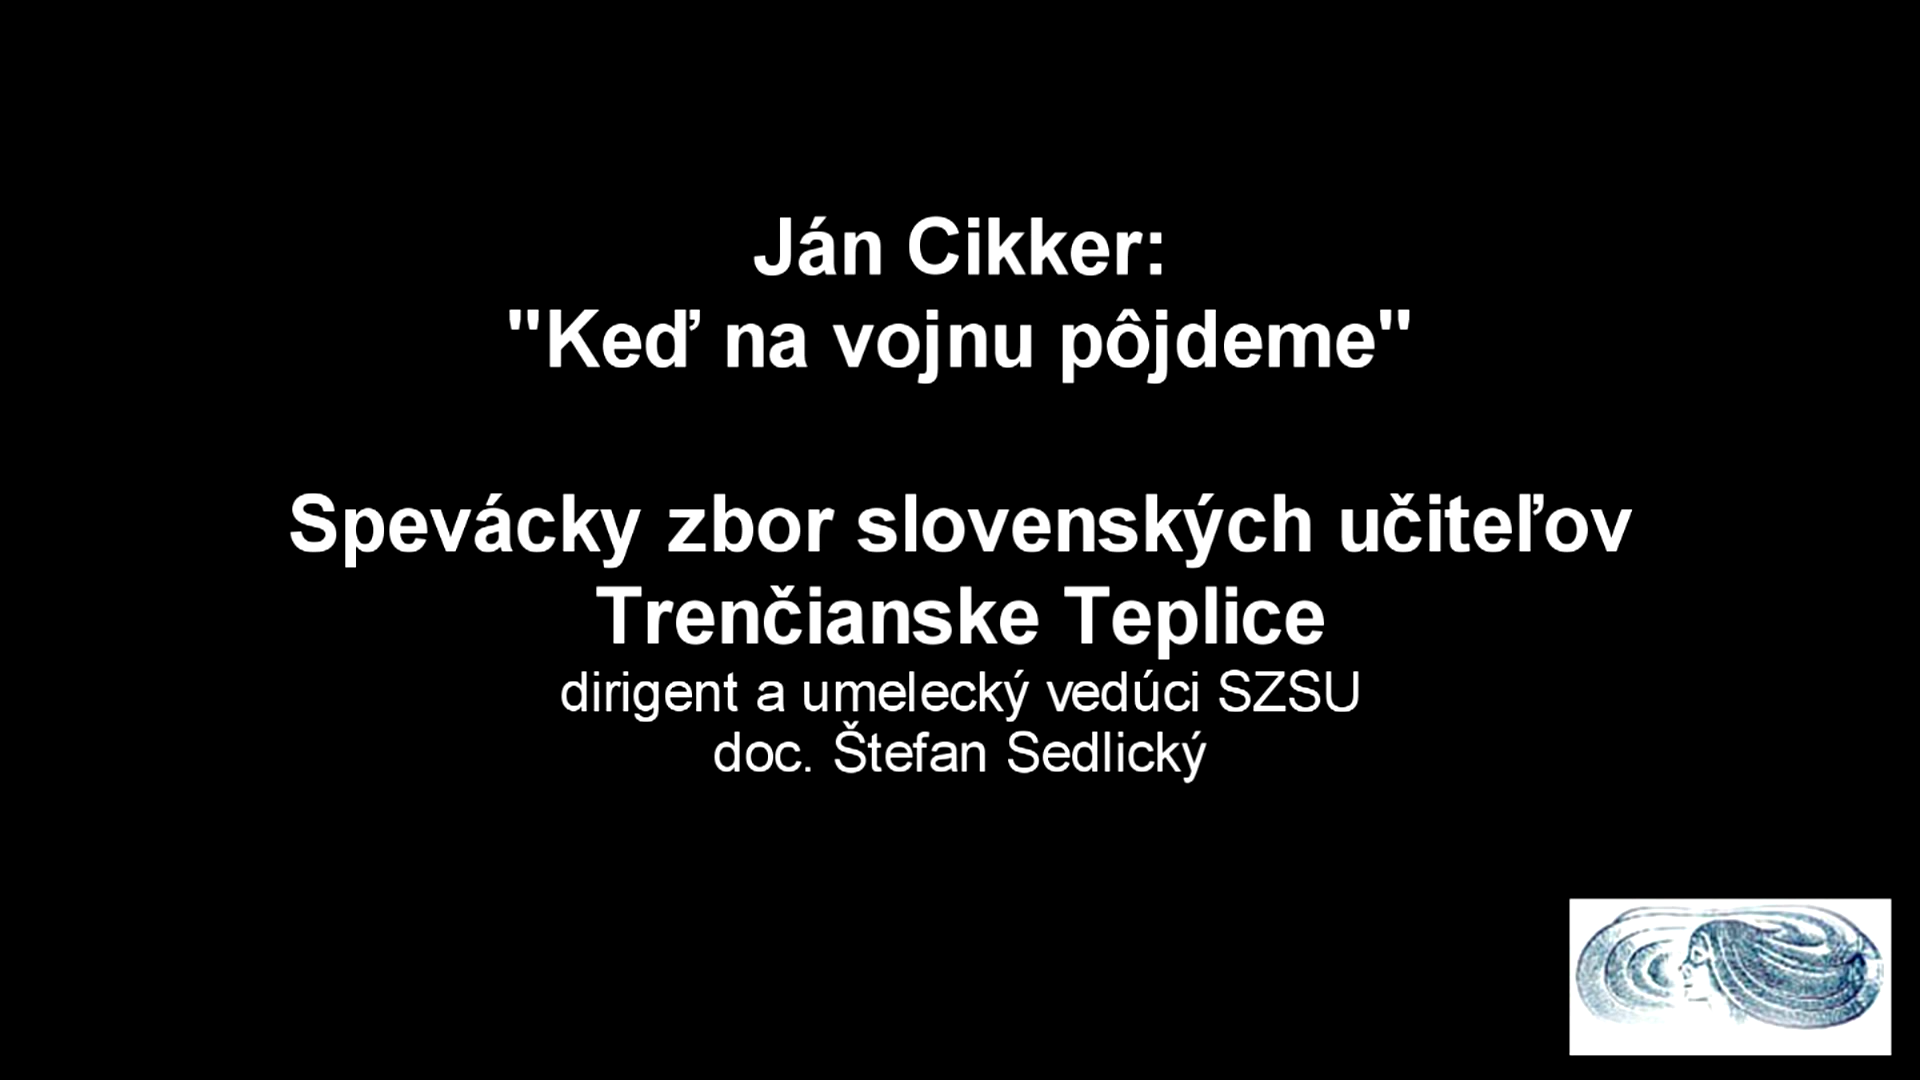 Ján Cikker:
"Keď na vojnu pôjdeme"
Spevácky zbor slovenských učiteľov
Trenčianske Teplice
dirigent a umelecký vedúci SZSU
doc. Štefan Sedlický